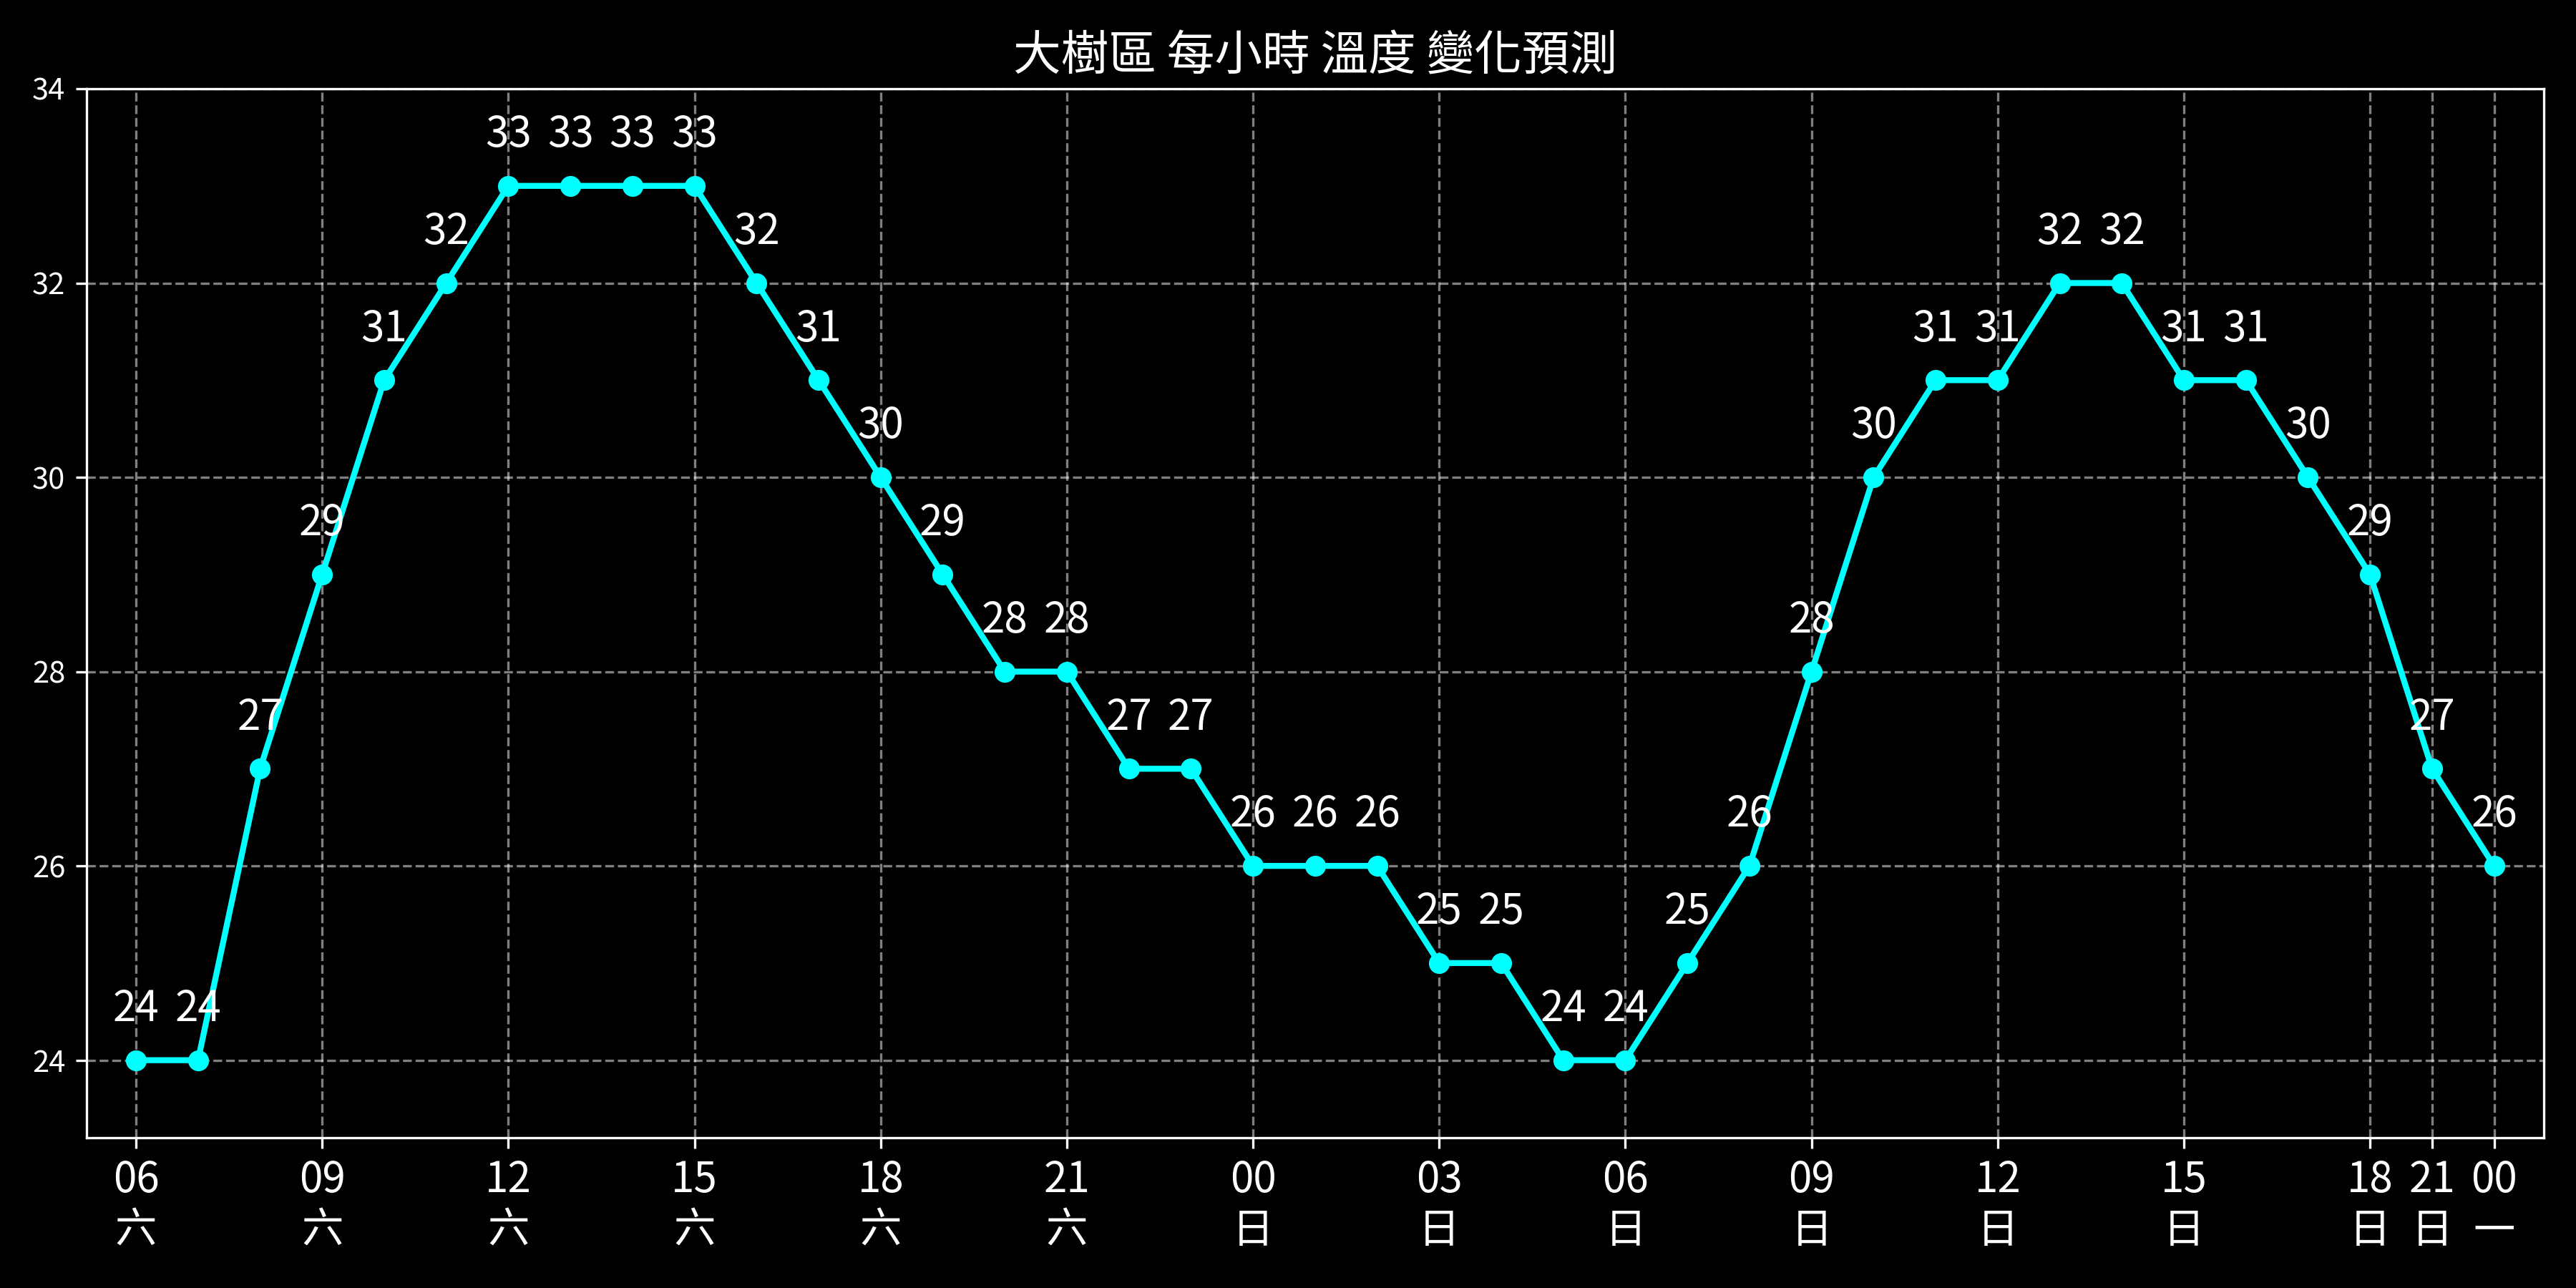 大樹區 每小時 溫度 變化預測
34
32
30
28
26
24
33 33 33 33
32 32 32 32
31 31 31 31 31 31
30 30 30
29 29 29
28 28 28
27 27 27 27
26 26 26 26 26
25 25 25
24 24 24 24
06 09 12 15 18 21 00 03 06 09 12 15 18 21 00
六 六 六 六 六 六 日 日 日 日 日 日 日 日 一